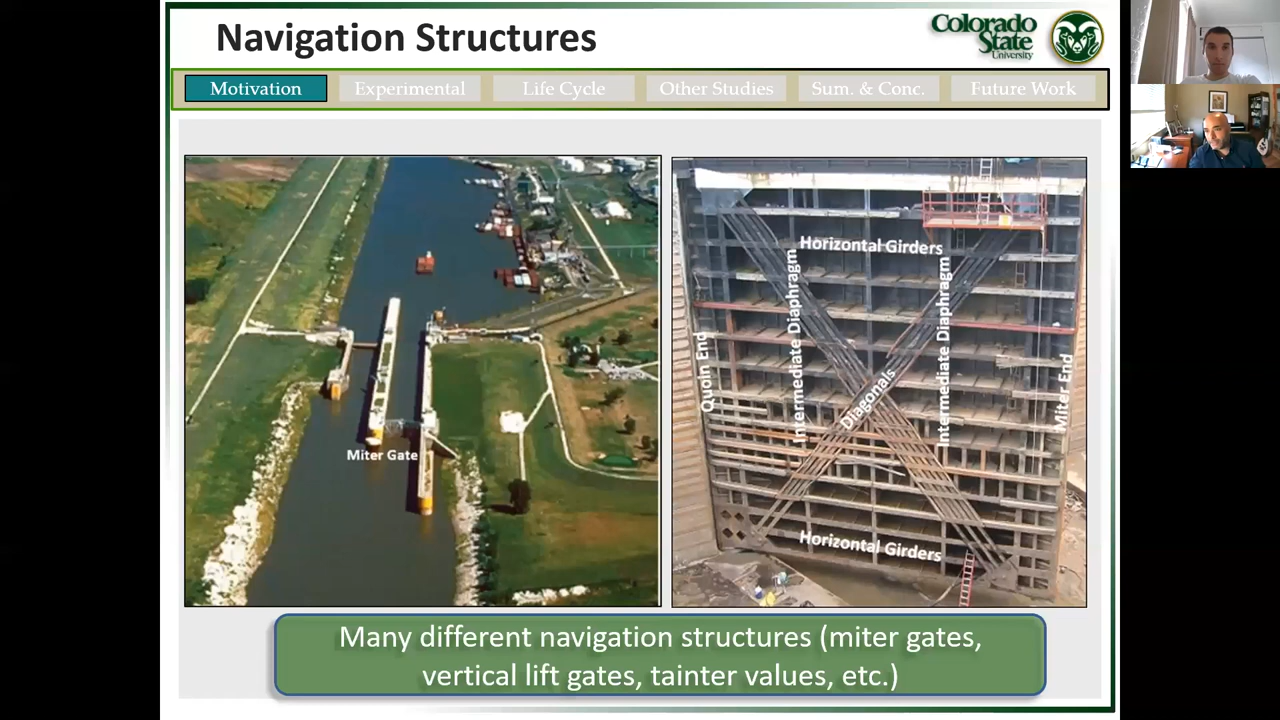 Navigation Structures
Colorado
State
University
Motivation
Experimental
Life Cycle
Other Studies
Sum. & Conc.
Future Work
Miter Gate
Horizontal Girders
Intermediate Diaphragm
Intermediate Diaphragm
Quoin End
Diagonals
Miter End
Horizontal Girders
Many different navigation structures (miter gates,
vertical lift gates, tainter values, etc.)